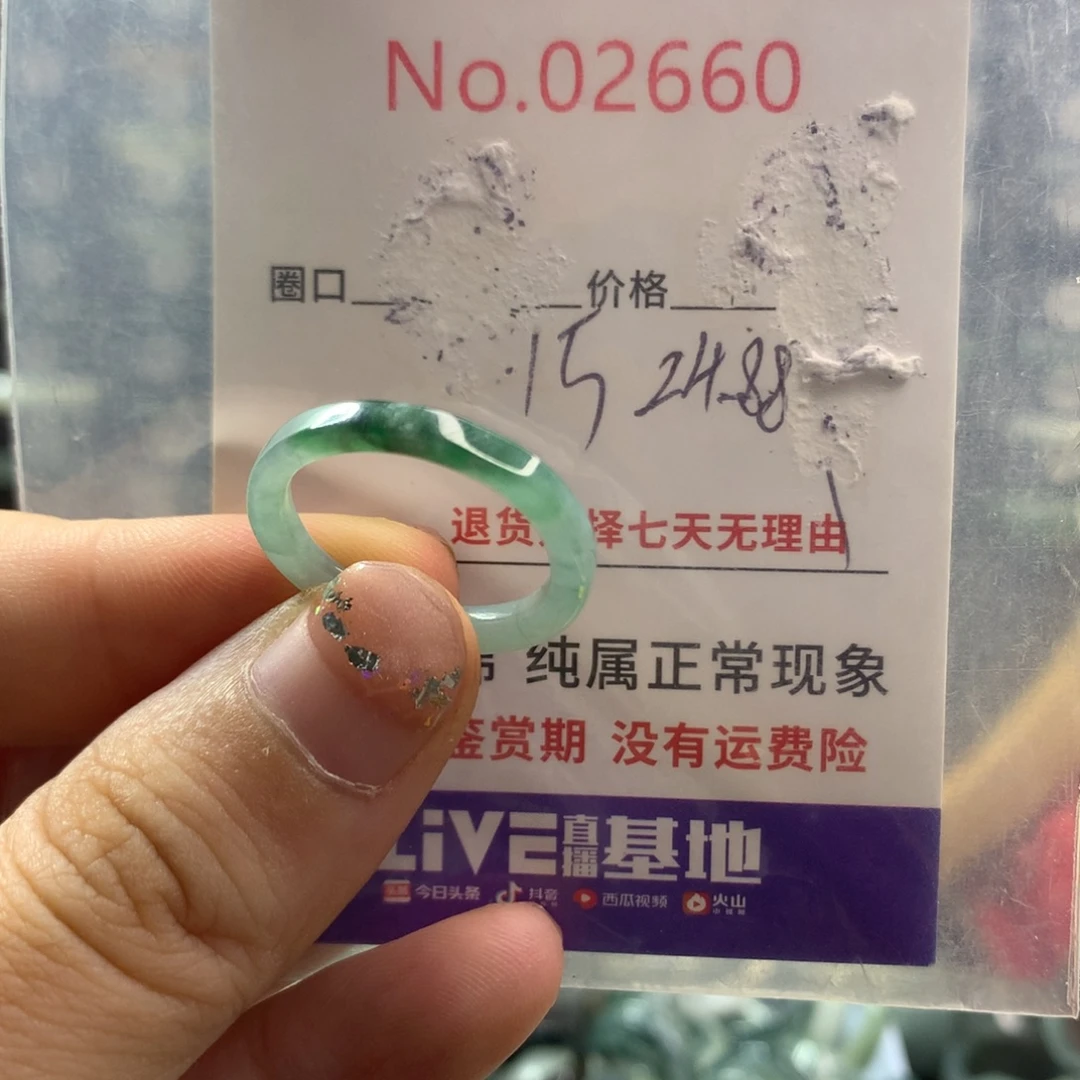 No.02660
圈口 价格
15 2488
退货 择七天无理由
纯属正常现象
鉴赏期 没有运费险
LiVE直播基地
今日头条 抖音 西瓜视频 火山